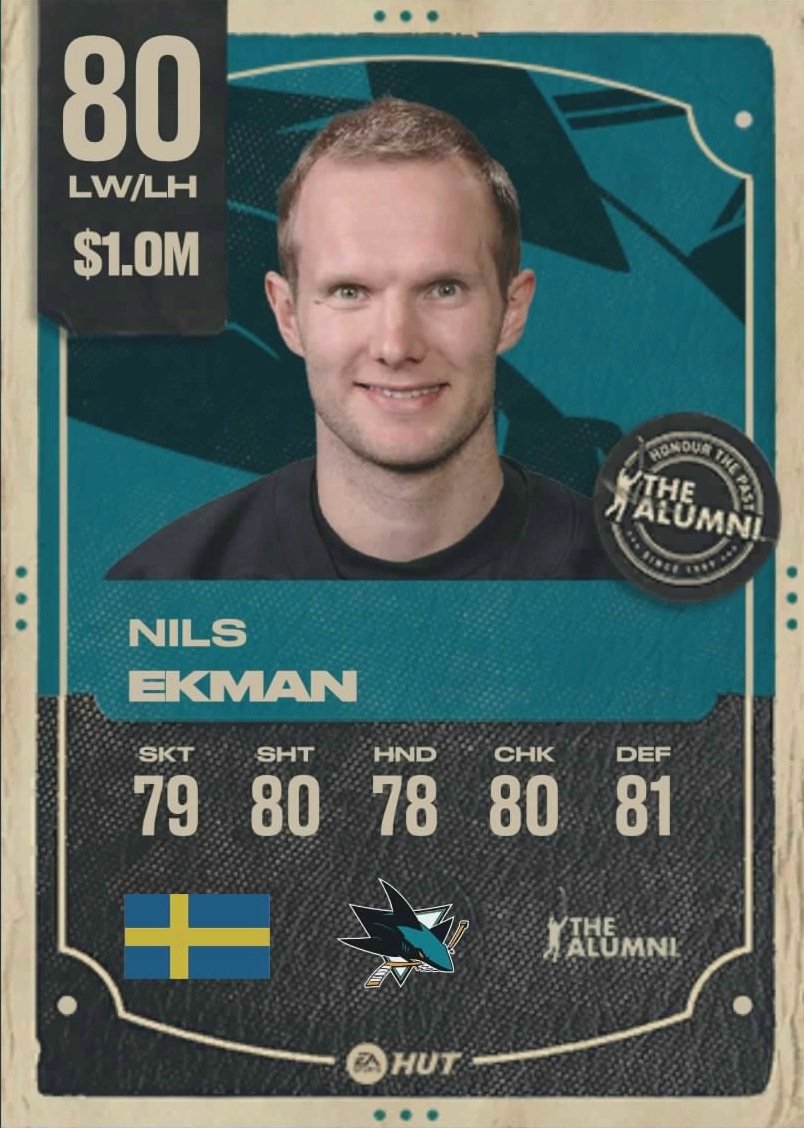 80
LW/LH
$1.0M
HONOUR THE PAST
THE
ALUMNI
NILS
EKMAN
SKT SHT HND CHK DEF
79 80 78 80 81
THE
ALUMNI
EA
HUT